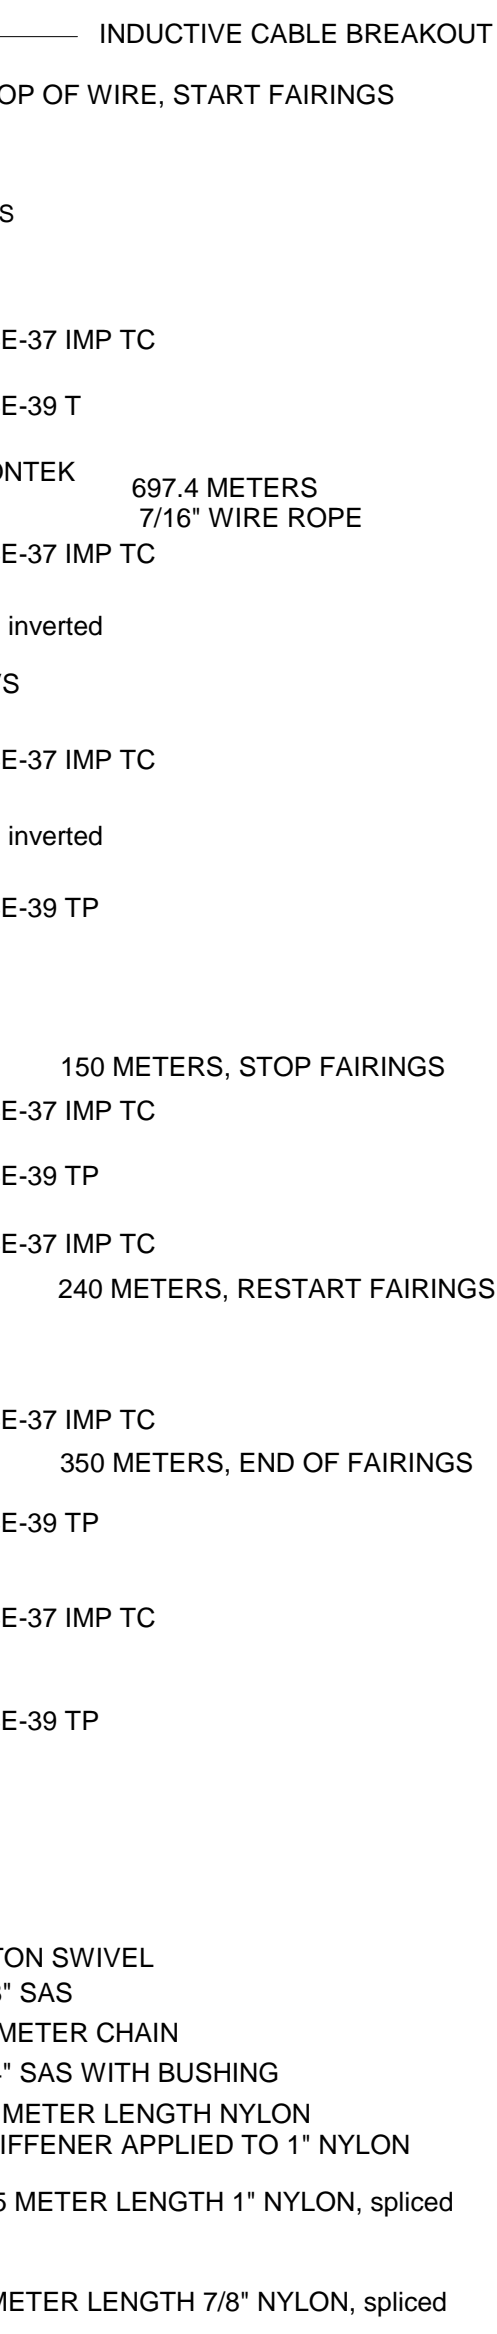 INDUCTIVE CABLE BREAKOUT
OP OF WIRE, START FAIRINGS
S
E-37 IMP TC
E-39 T
ONTEK
697.4 METERS
7/16" WIRE ROPE
E-37 IMP TC
inverted
/S
E-37 IMP TC
inverted
E-39 TP
150 METERS, STOP FAIRINGS
E-37 IMP TC
E-39 TP
E-37 IMP TC
240 METERS, RESTART FAIRINGS
E-37 IMP TC
350 METERS, END OF FAIRINGS
E-39 TP
E-37 IMP TC
E-39 TP
TON SWIVEL
" SAS
METER CHAIN
" SAS WITH BUSHING
METER LENGTH NYLON
IFFENER APPLIED TO 1" NYLON
5 METER LENGTH 1" NYLON, spliced
METER LENGTH 7/8" NYLON, spliced